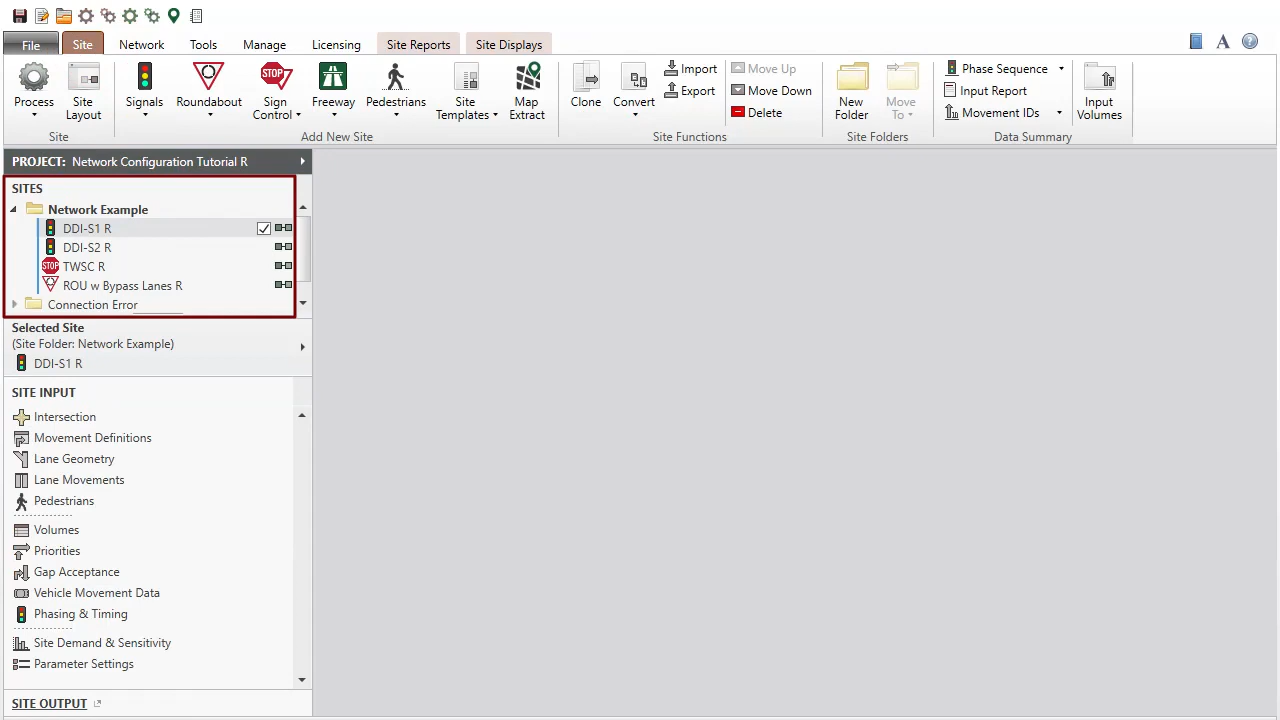 File
Site
Network
Tools
Manage
Licensing
Site Reports
Site Displays
A
?
Process
Site
Layout
Site
Signals
Roundabout
STOP
Sign
Control
Freeway
Pedestrians
Site
Templates
Map
Extract
Add New Site
Clone
Convert
Import
Export
Move Up
Move Down
Delete
Site Functions
New
Folder
Move
To
Site Folders
Phase Sequence
Input Report
Movement IDs
Data Summary
Input
Volumes
PROJECT: Network Configuration Tutorial R
SITES
Network Example
DDI-S1 R
DDI-S2 R
STOP TWSC R
ROU w Bypass Lanes R
Connection Error
Selected Site
(Site Folder: Network Example)
DDI-S1 R
SITE INPUT
Intersection
Movement Definitions
Lane Geometry
Lane Movements
Pedestrians
Volumes
Priorities
Gap Acceptance
Vehicle Movement Data
Phasing & Timing
Site Demand & Sensitivity
Parameter Settings
SITE OUTPUT